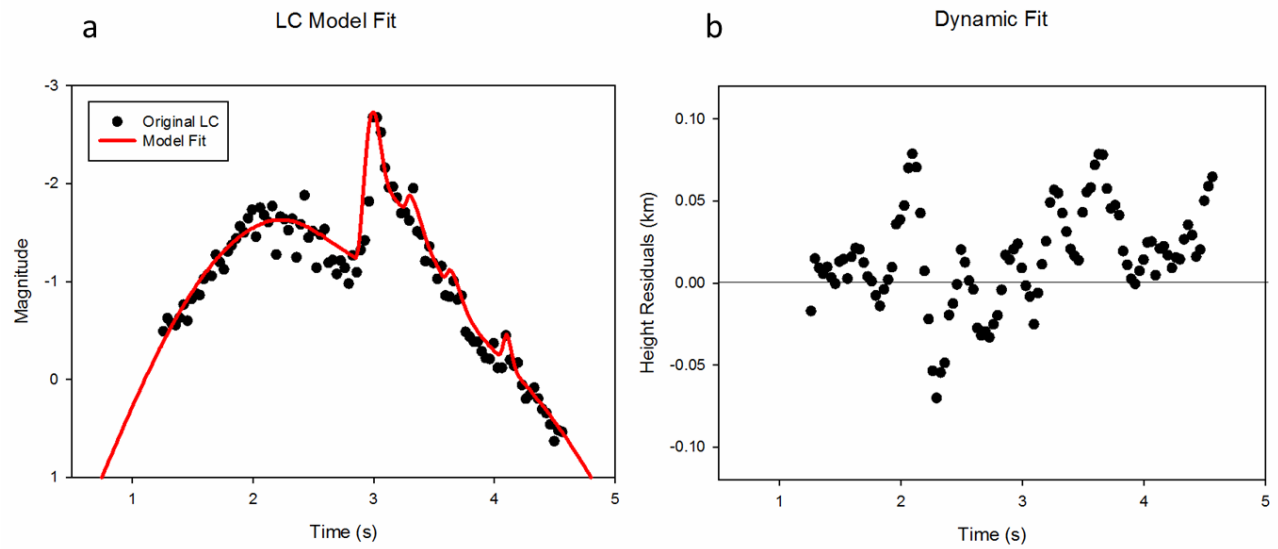 a
LC Model Fit
-3
-2
-1
0
1
Magnitude
Original LC
Model Fit
1
2
3
4
5
Time (s)
b
Dynamic Fit
0.10
0.05
0.00
-0.05
-0.10
Height Residuals (km)
1
2
3
4
5
Time (s)